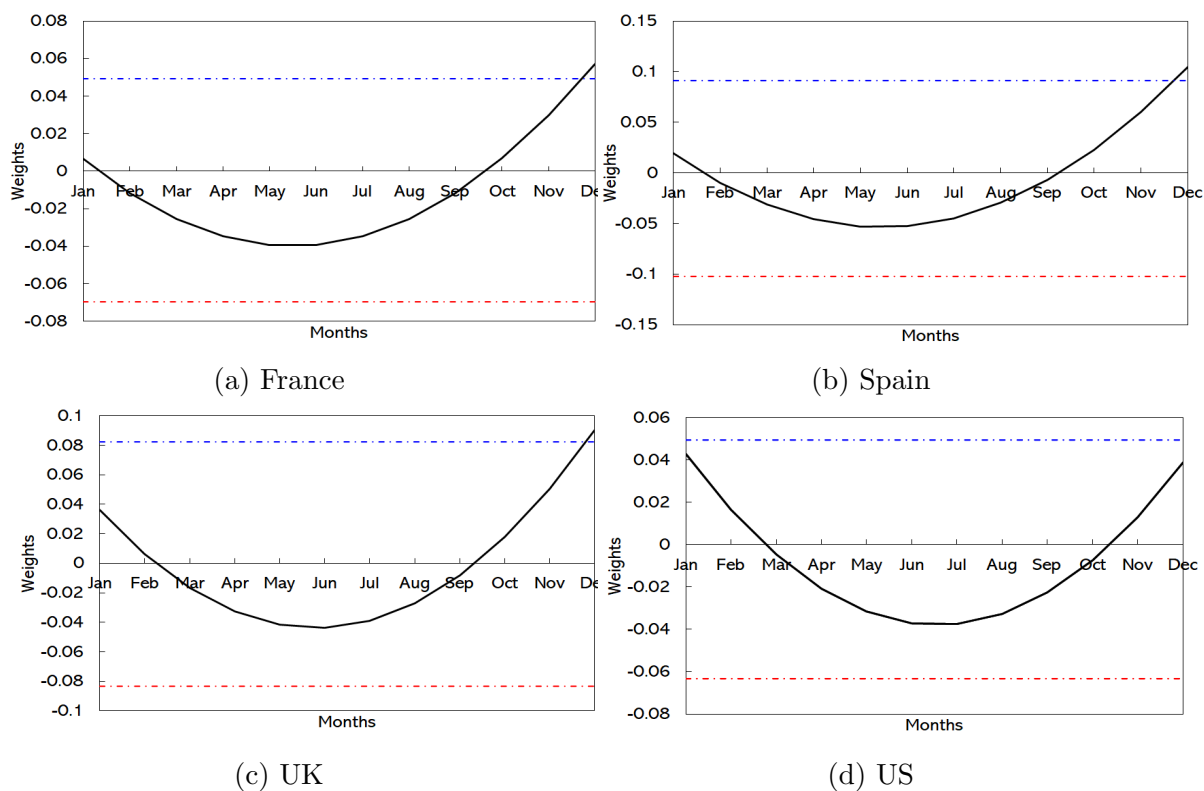 0.08
0.06
0.04
0.02
0
-0.02
-0.04
-0.06
-0.08
Weights
Jan Feb Mar Apr May Jun Jul Aug Sep Oct Nov Dec
Months
(a) France
0.15
0.1
0.05
0
-0.05
-0.1
-0.15
Weights
Jan Feb Mar Apr May Jun Jul Aug Sep Oct Nov Dec
Months
(b) Spain
0.1
0.08
0.06
0.04
0.02
0
-0.02
-0.04
-0.06
-0.08
-0.1
Weights
Jan Feb Mar Apr May Jun Jul Aug Sep Oct Nov De
Months
(c) UK
0.06
0.04
0.02
0
-0.02
-0.04
-0.06
-0.08
Weights
Jan Feb Mar Apr May Jun Jul Aug Sep Oct Nov Dec
Months
(d) US